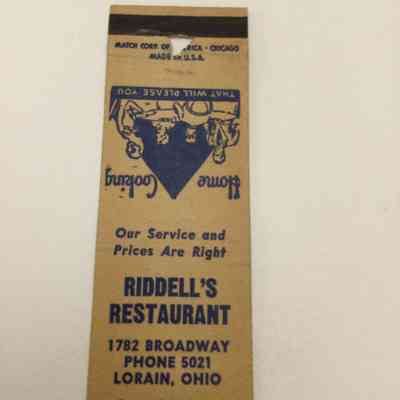 MATCH CORP. OF AMERICA - CHICAGO
MADE IN U.S.A.
THAT WILL PLEASE YOU
Home Cooking
Our Service and
Prices Are Right
RIDDELL'S
RESTAURANT
1782 BROADWAY
PHONE 5021
LORAIN, OHIO